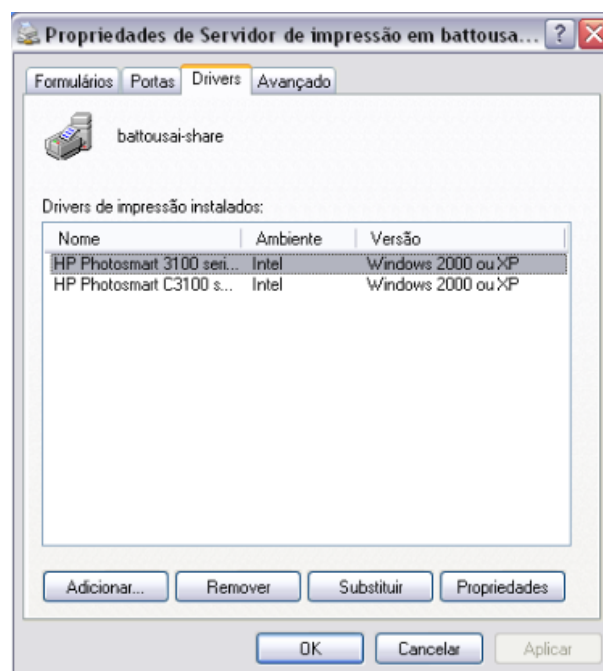 Propriedades de Servidor de impressão em battousa...
Formulários Portas Drivers Avançado
battousai-share
Drivers de impressão instalados:
Nome Ambiente Versão
HP Photosmart 3100 seri... Intel Windows 2000 ou XP
HP Photosmart C3100 s... Intel Windows 2000 ou XP
Adicionar... Remover Substituir Propriedades
OK Cancelar Aplicar